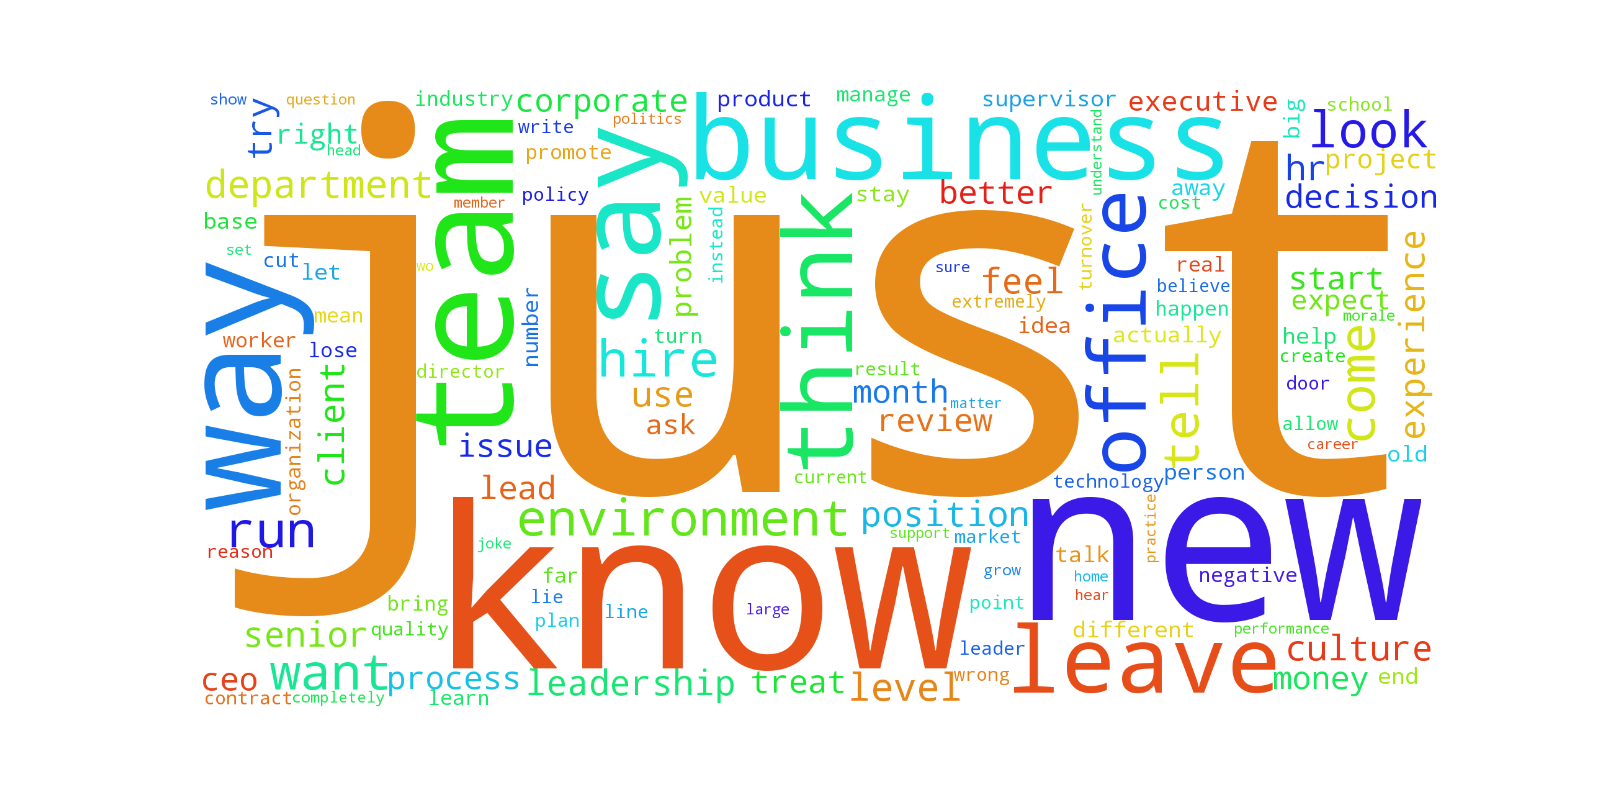 show
question
industry
corporate
product
manage
supervisor
executive
big
school
try
right
head
write
politics
promote
business
understand
look
hr
project
department
member
policy
say
value
stay
better
away
cost
decision
base
set
cut
let
way
team
wo
problem
instead
think
sure
feel
extremely
idea
turnover
office
real
believe
happen
start
expect
morale
experience
just
mean
worker
lose
number
turn
actually
help
create
come
organization
client
director
hire
use
ask
result
month
matter
review
tell
door
allow
career
old
issue
current
technology
person
lead
run
reason
environment
position
support
market
practice
joke
know
new
talk
far
lie
plan
line
large
grow
home
hear
point
negative
bring
senior
quality
leader
different
performance
leave
culture
ceo
want
process
leadership
treat
level
wrong
money
end
contract
completely
learn